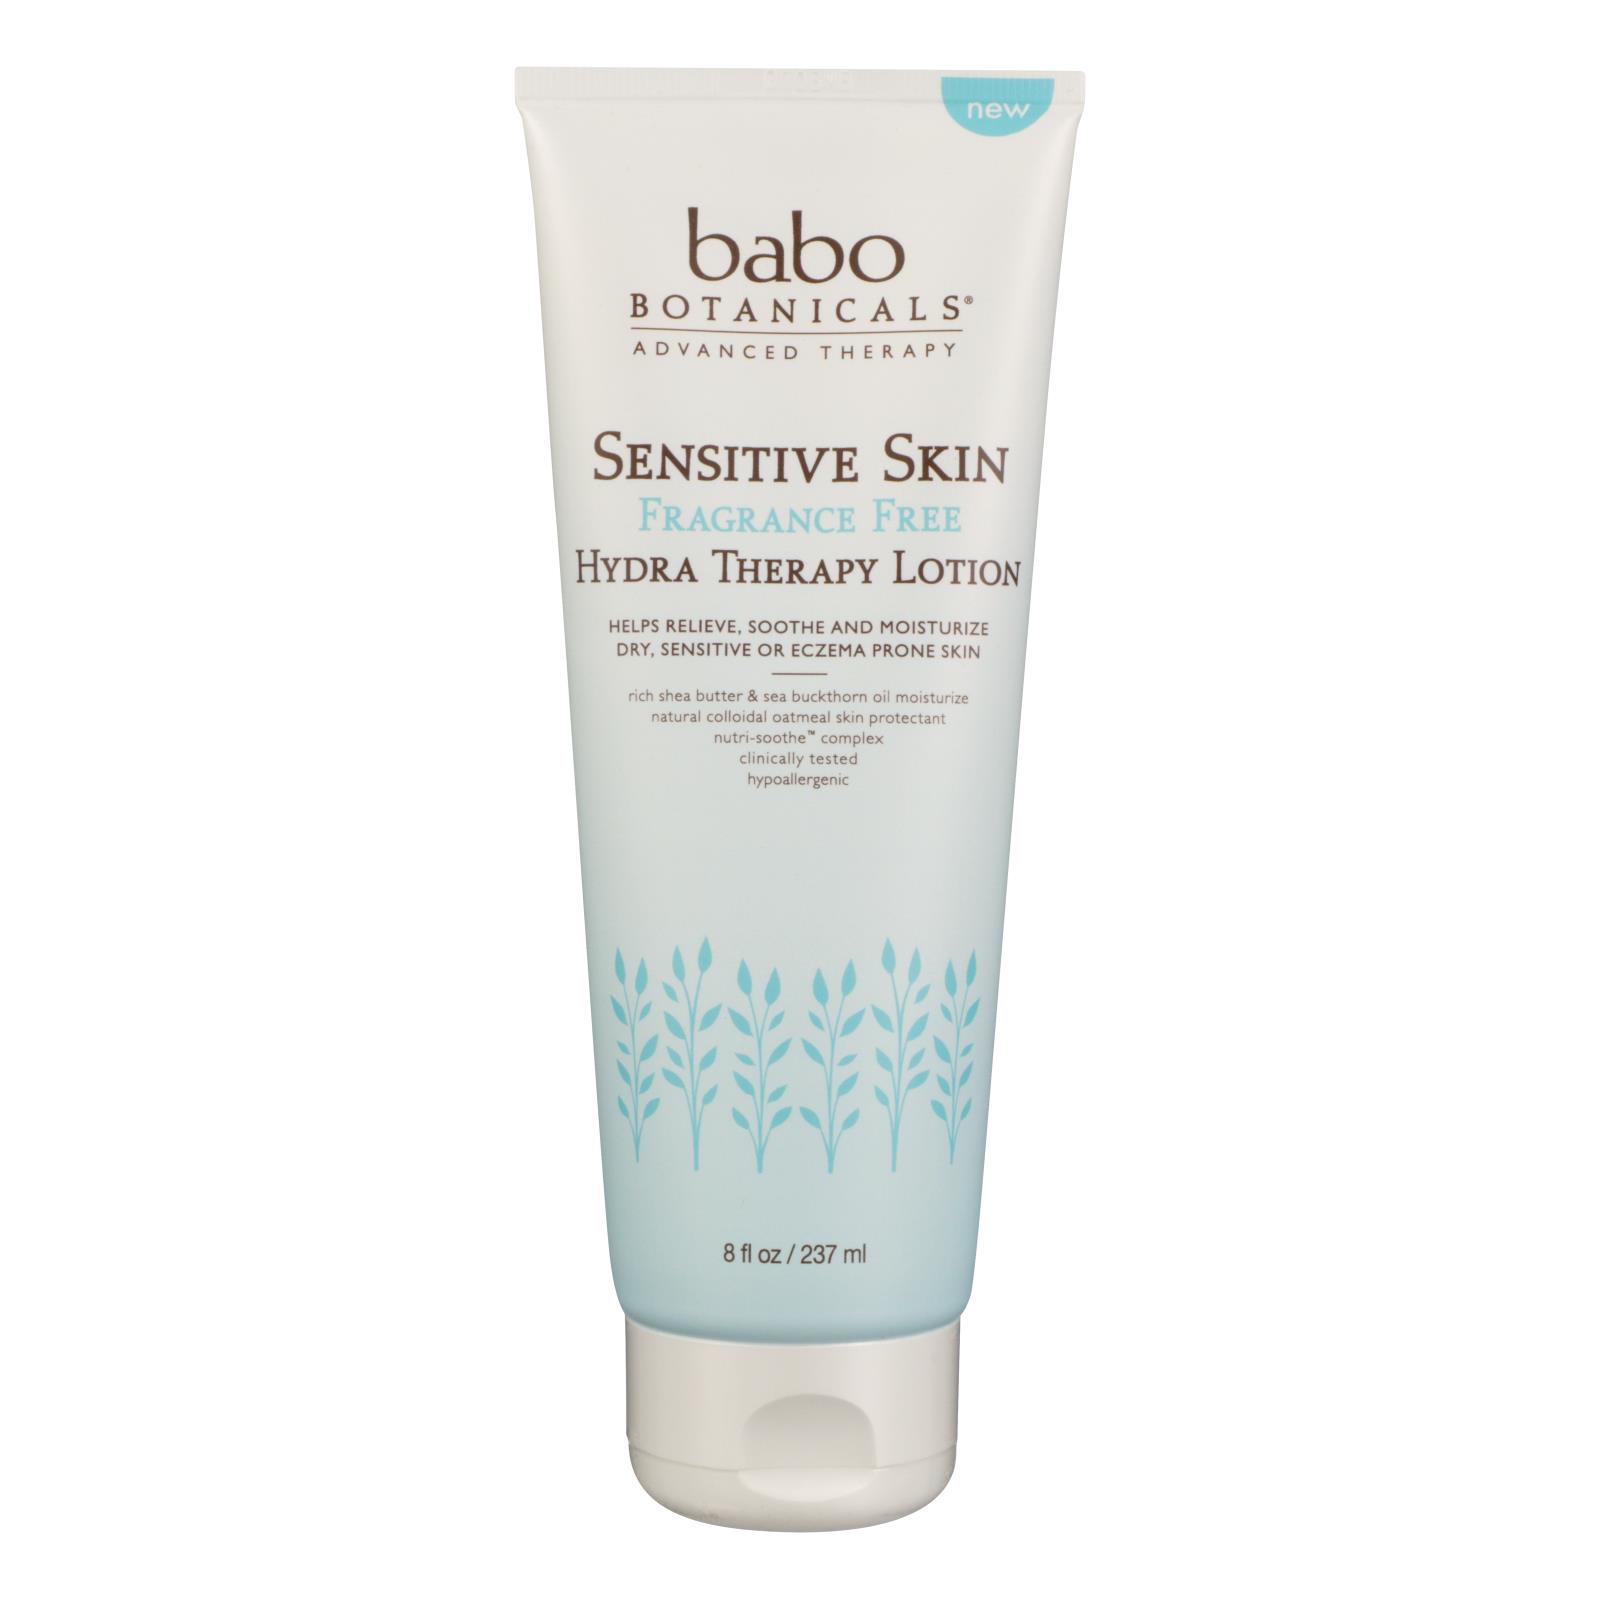 new
babo
BOTANICALS®
ADVANCED THERAPY
SENSITIVE SKIN
FRAGRANCE FREE
HYDRA THERAPY LOTION
HELPS RELIEVE, SOOTHE AND MOISTURIZE
DRY, SENSITIVE OR ECZEMA PRONE SKIN
rich shea butter & sea buckthorn oil moisturize
natural colloidal oatmeal skin protectant
nutri-soothe™ complex
clinically tested
hypoallergenic
8 fl oz / 237 ml